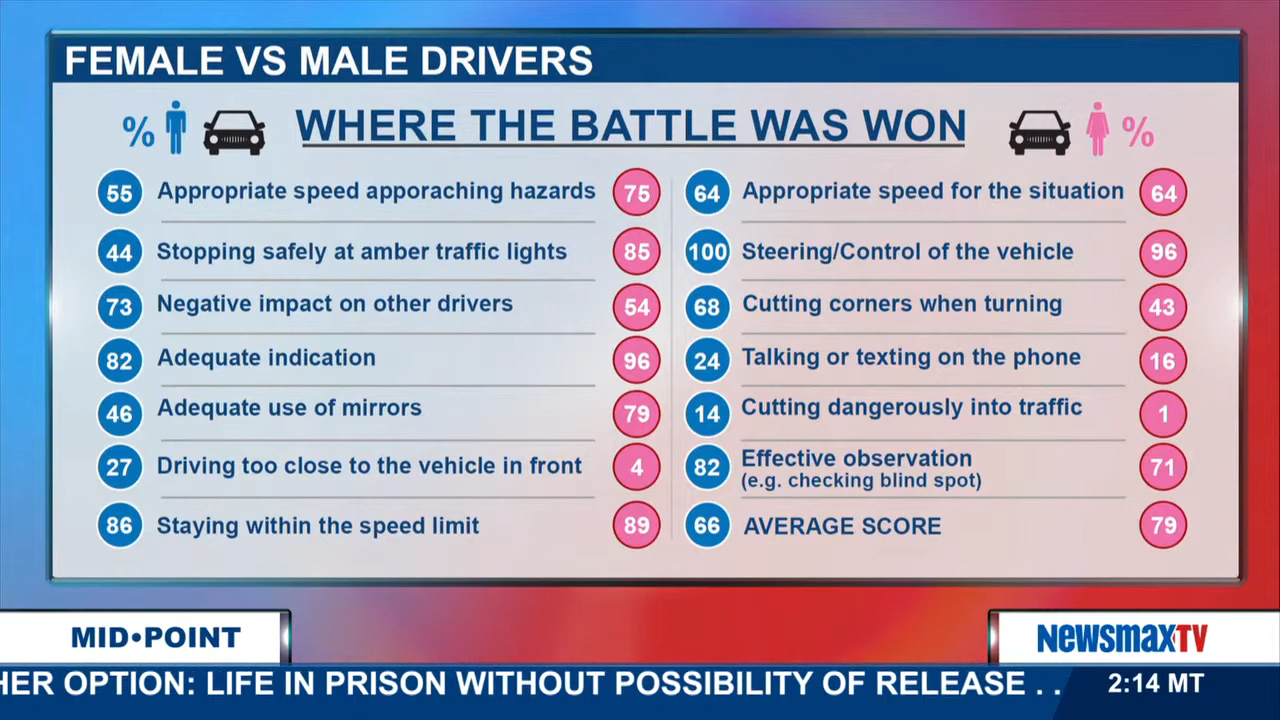 FEMALE VS MALE DRIVERS
% WHERE THE BATTLE WAS WON %
55 Appropriate speed apporaching hazards 75
44 Stopping safely at amber traffic lights 85
73 Negative impact on other drivers 54
82 Adequate indication 96
46 Adequate use of mirrors 79
27 Driving too close to the vehicle in front 4
86 Staying within the speed limit 89
64 Appropriate speed for the situation 64
100 Steering/Control of the vehicle 96
68 Cutting corners when turning 43
24 Talking or texting on the phone 16
14 Cutting dangerously into traffic 1
82 Effective observation 71
(e.g. checking blind spot)
66 AVERAGE SCORE 79
MID•POINT
NEWSMAXTV
HER OPTION: LIFE IN PRISON WITHOUT POSSIBILITY OF RELEASE . .
2:14 MT